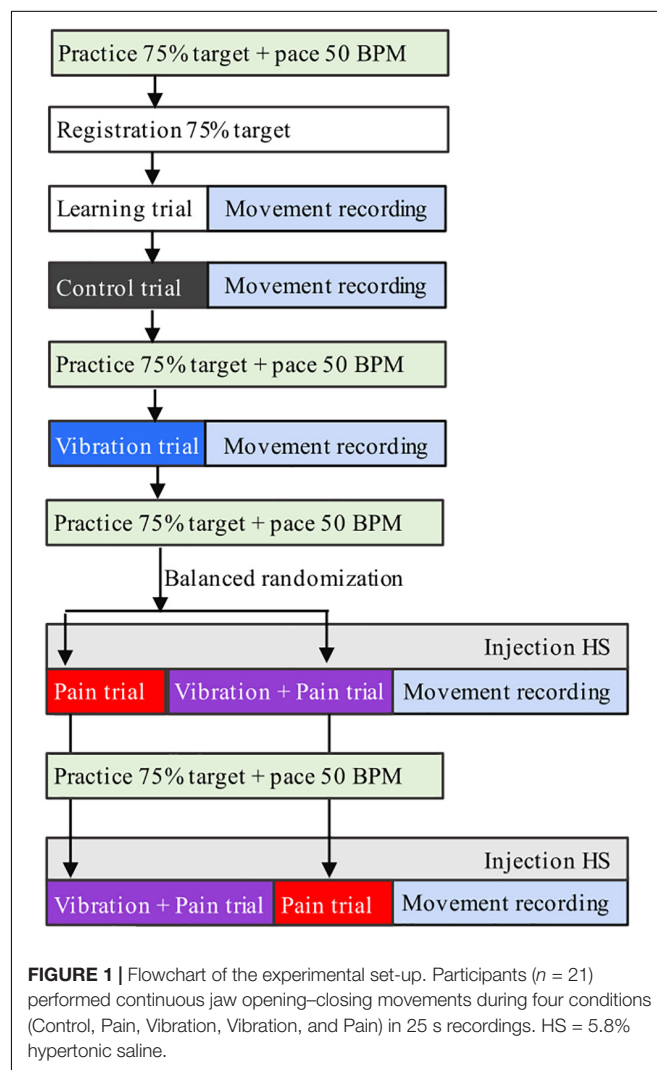 Practice 75% target + pace 50 BPM
Registration 75% target
Learning trial Movement recording
Control trial Movement recording
Practice 75% target + pace 50 BPM
Vibration trial Movement recording
Practice 75% target + pace 50 BPM
Balanced randomization
Injection HS
Pain trial Vibration + Pain trial Movement recording
Practice 75% target + pace 50 BPM
Injection HS
Vibration + Pain trial Pain trial Movement recording
FIGURE 1 | Flowchart of the experimental set-up. Participants (n = 21)
performed continuous jaw opening–closing movements during four conditions
(Control, Pain, Vibration, Vibration, and Pain) in 25 s recordings. HS = 5.8%
hypertonic saline.